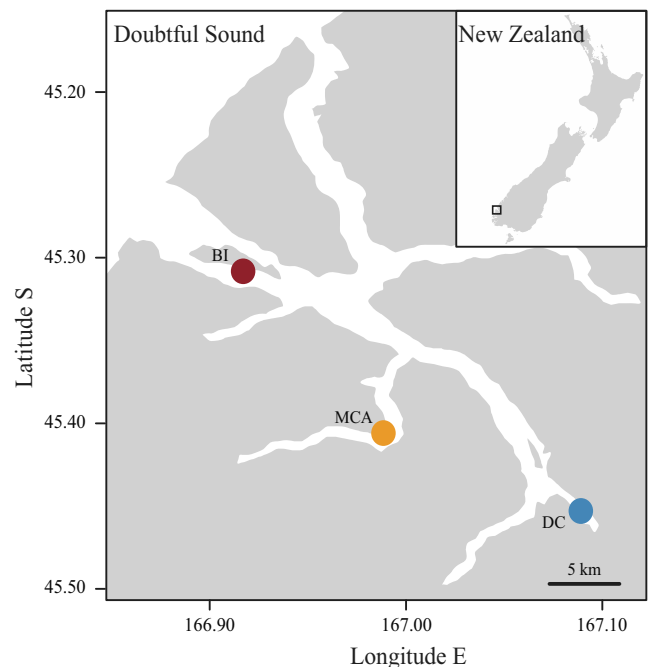 Doubtful Sound
New Zealand
45.20
45.30
45.40
45.50
Latitude S
BI
MCA
DC
5 km
166.90
167.00
167.10
Longitude E